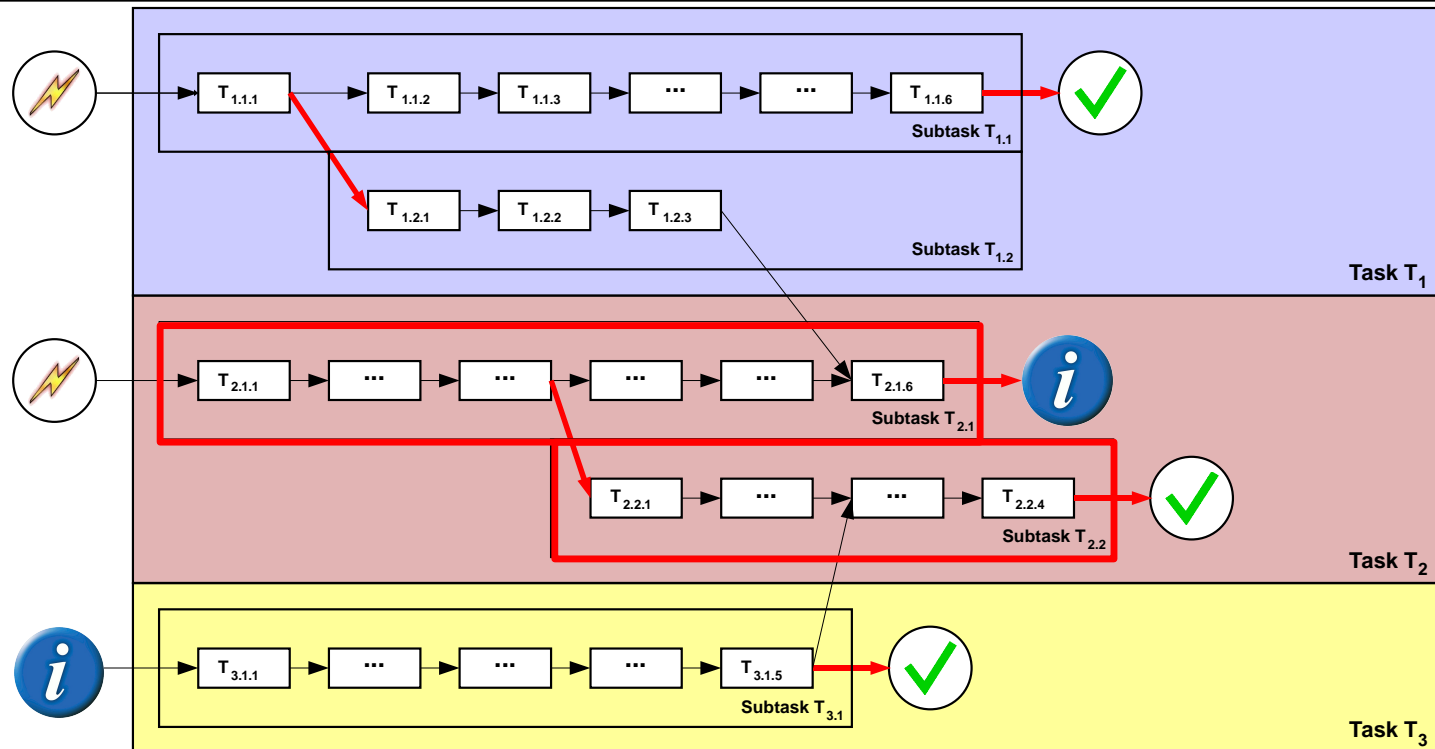 T1.1.1 T1.1.2 T1.1.3 ... ... T1.1.6
Subtask T1.1
T1.2.1 T1.2.2 T1.2.3
Subtask T1.2
Task T1
T2.1.1 ... ... ... ... T2.1.6
i
Subtask T2.1
T2.2.1 ... ... T2.2.4
Subtask T2.2
Task T2
i
T3.1.1 ... ... ... T3.1.5
Subtask T3.1
Task T3